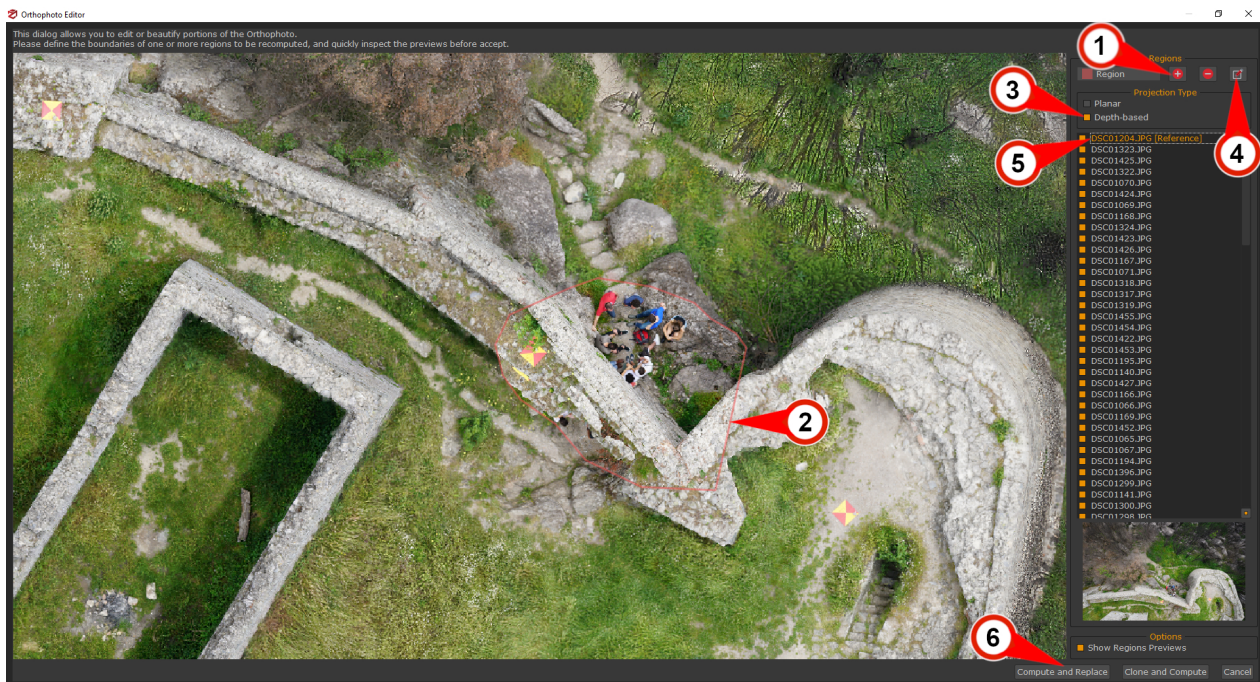 Orthophoto Editor
This dialog allows you to edit or beautify portions of the Orthophoto.
Please define the boundaries of one or more regions to be recomputed, and quickly inspect the previews before accept.
1
Regions
Region
3
Projection Type
Planar
Depth-based
5
4
DSC01204.JPG [Reference]
DSC01323.JPG
DSC01425.JPG
DSC01322.JPG
DSC01070.JPG
DSC01424.JPG
DSC01069.JPG
DSC01168.JPG
DSC01324.JPG
DSC01423.JPG
DSC01426.JPG
DSC01167.JPG
DSC01071.JPG
DSC01318.JPG
DSC01317.JPG
DSC01319.JPG
DSC01455.JPG
DSC01454.JPG
DSC01422.JPG
DSC01453.JPG
DSC01195.JPG
DSC01140.JPG
DSC01427.JPG
DSC01166.JPG
DSC01066.JPG
DSC01169.JPG
DSC01452.JPG
DSC01065.JPG
DSC01067.JPG
DSC01194.JPG
DSC01396.JPG
DSC01299.JPG
DSC01141.JPG
DSC01300.JPG
DSC01298.JPG
2
Options
Show Regions Previews
6
Compute and Replace
Clone and Compute
Cancel